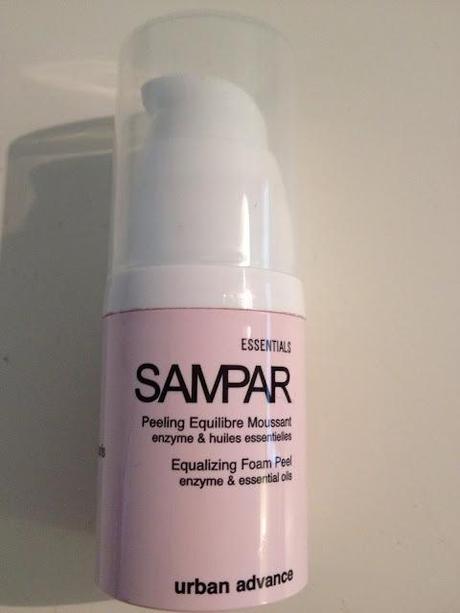 ESSENTIALS
SAMPAR
Peeling Equilibre Moussant
enzyme & huiles essentielles
Equalizing Foam Peel
enzyme & essential oils
urban advance